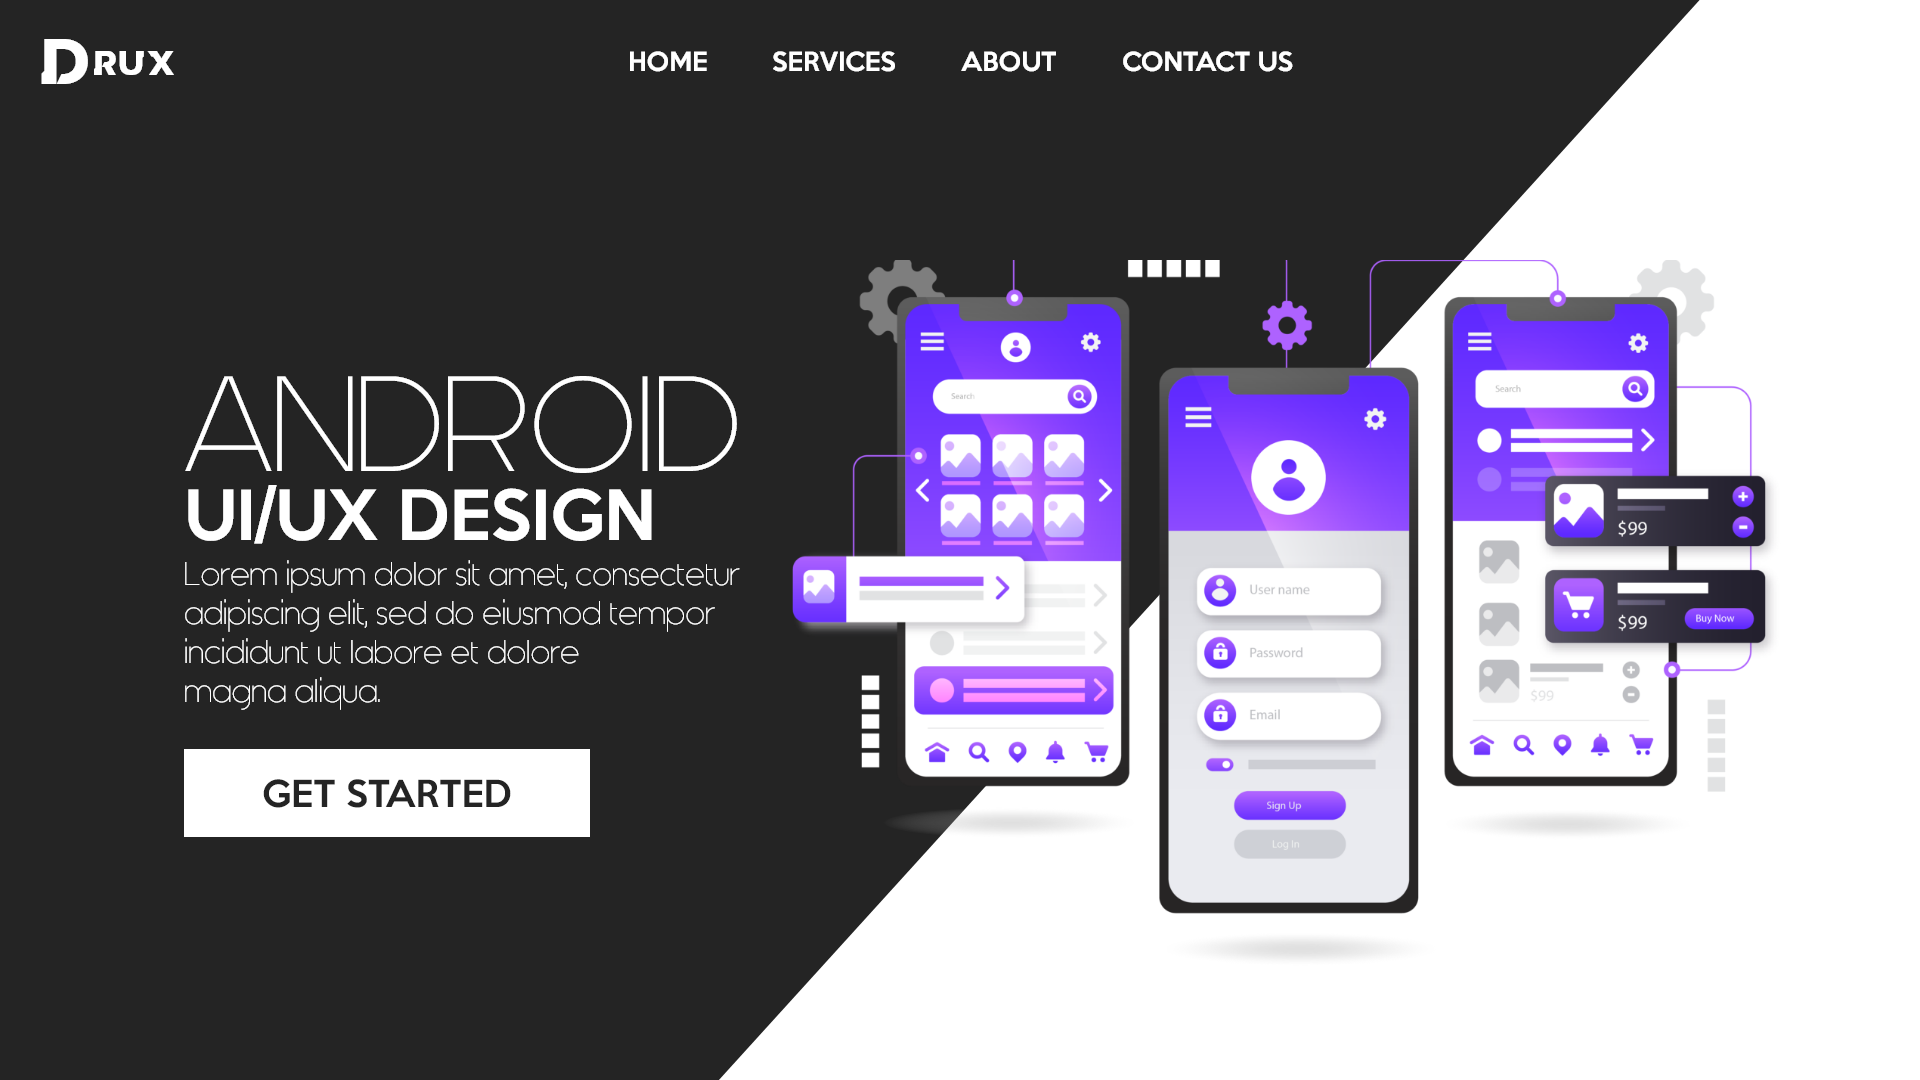 DRUX
HOME SERVICES ABOUT CONTACT US
ANDROID
UI/UX DESIGN
Lorem ipsum dolor sit amet, consectetur
adipiscing elit, sed do eiusmod tempor
incididunt ut labore et dolore
magna aliqua.
GET STARTED
Search
User name
Password
Email
Sign Up
Log In
Search
$99
$99
Buy Now
$99